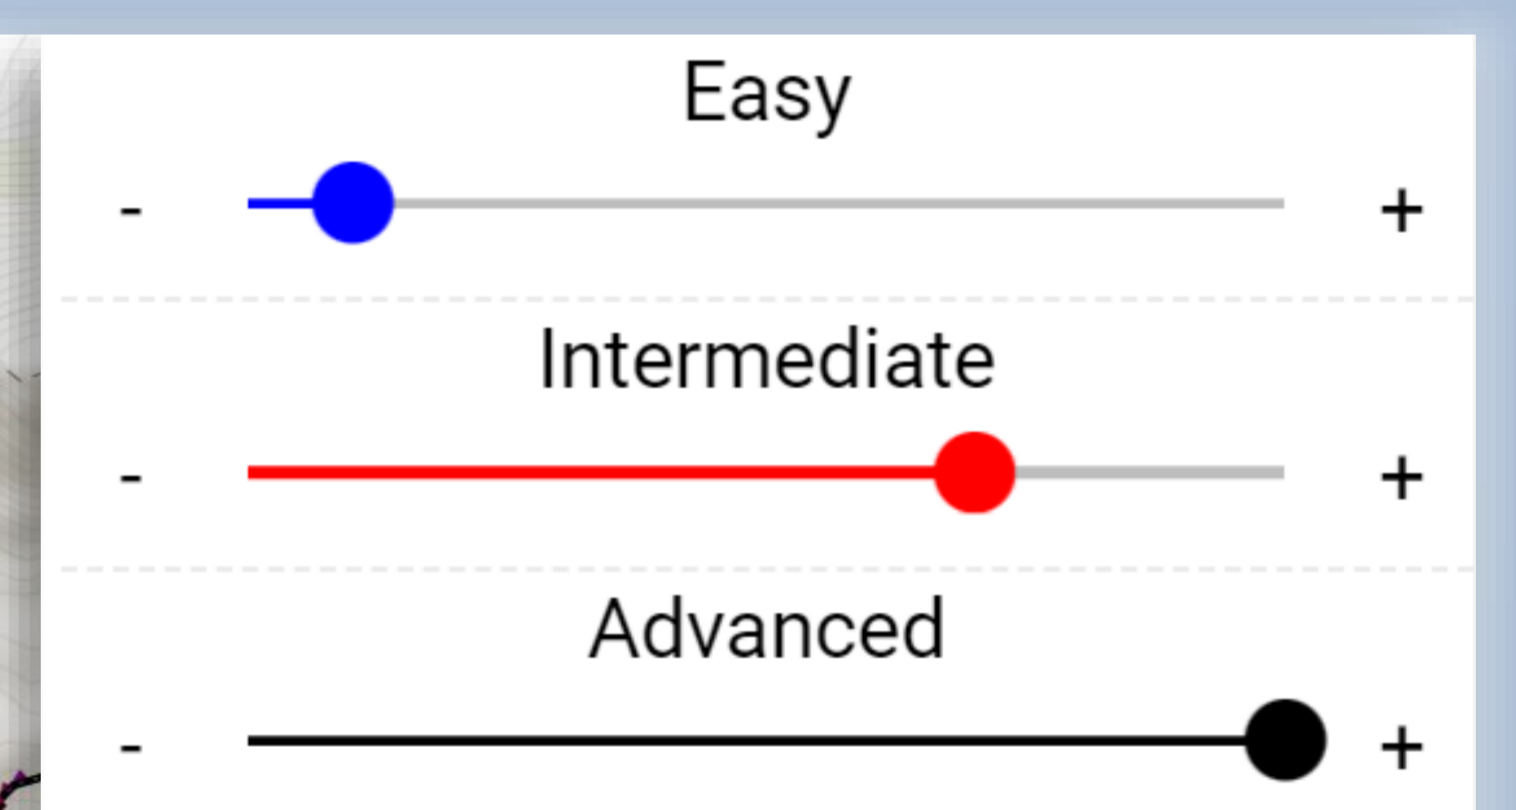 Easy
- +
Intermediate
- +
Advanced
- +